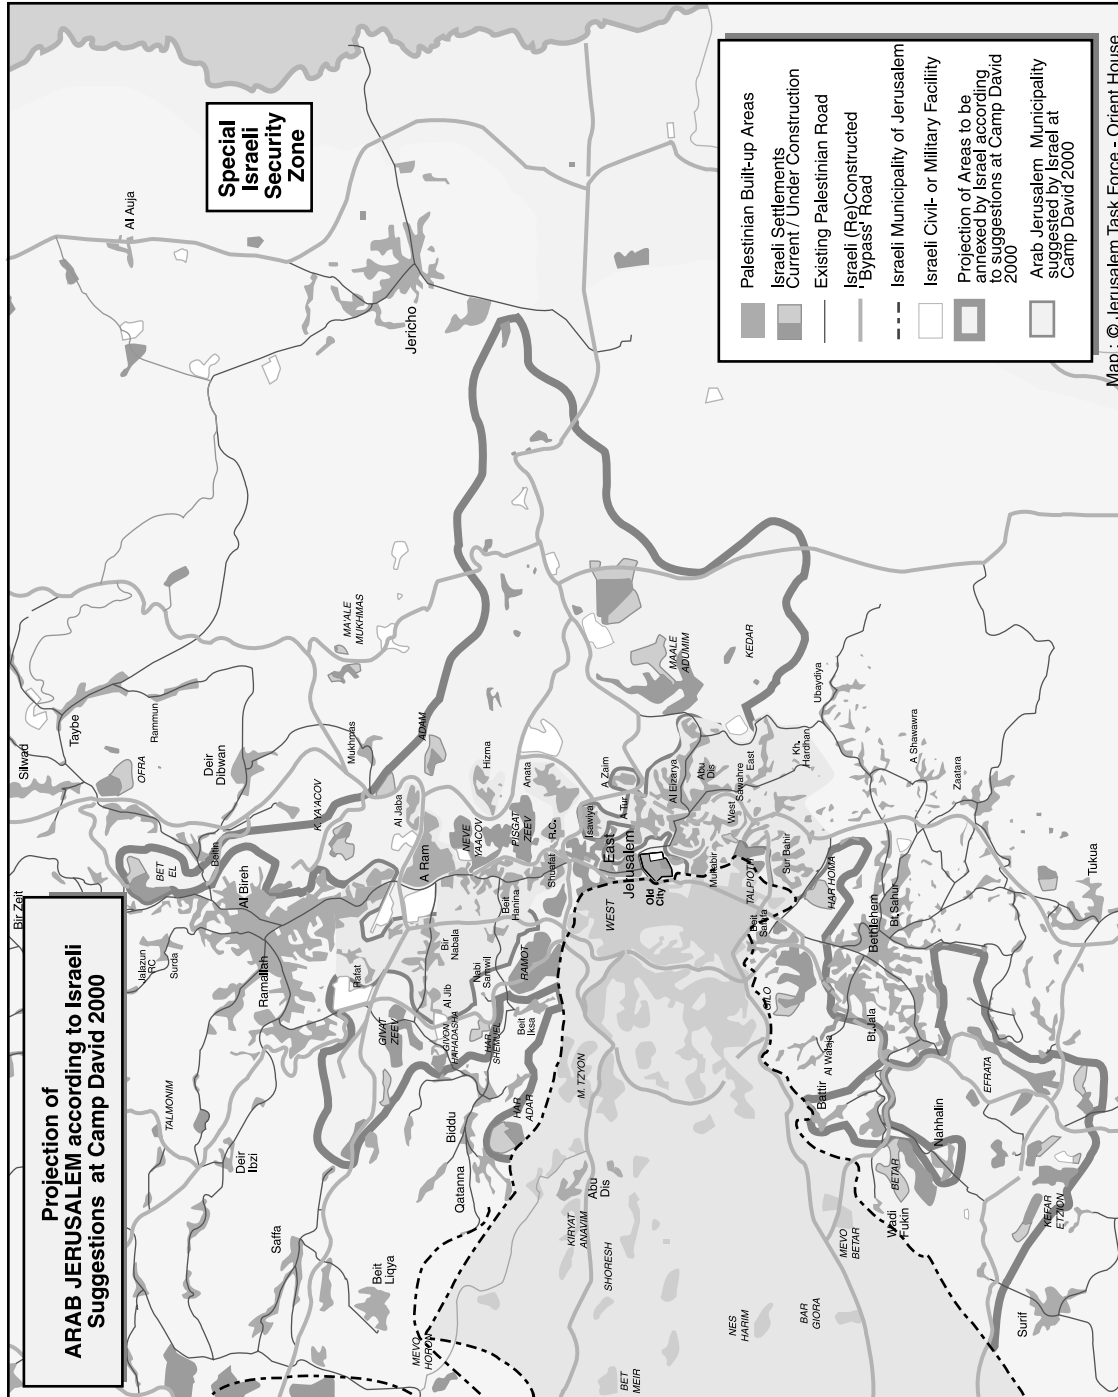 Projection of
ARAB JERUSALEM according to Israeli
Suggestions at Camp David 2000
Special
Israeli
Security
Zone
Palestinian Built-up Areas
Israeli Settlements
Current / Under Construction
Existing Palestinian Road
Israeli (Re)Constructed
'Bypass' Road
Israeli Municipality of Jerusalem
Israeli Civil- or Military Facillity
Projection of Areas to be
annexed by Israel according
to suggestions at Camp David
2000
Arab Jerusalem Municipality
suggested by Israel at
Camp David 2000
Map : © Jerusalem Task Force - Orient House
Bir Zeit
Silwad
Taybe
Rammun
OFRA
Deir
Dibwan
Al Auja
Jericho
BET
EL
Beitin
Al Bireh
Jalazun
RC
Surda
Ramallah
Rafat
K.YA'ACOV
Mukhmas
MA'ALE
MUKHMAS
ADAM
Al Jaba
A Ram
NEVE
YAACOV
Hizma
PISGAT
ZEEV
Anata
Shuafat
R.C.
Beit
Hanina
Bir
Nabala
Nabi
Samwil
Al Jib
RAMOT
GIVAT
ZEEV
GIVON
HAHADASHA
HAR
SHEMUEL
Beit
Iksa
HAR
ADAR
Biddu
Qatanna
TALMONIM
Deir
Ibzi
Saffa
Beit
Liqya
MEVO
HORON
Isawiya
A Tur
A Zaim
East
Jerusalem
Old
City
WEST
M. TZYON
Abu
Dis
KIRYAT
ANAVIM
SHORESH
BET
MEIR
NES
HARIM
BAR
GIORA
MEVO
BETAR
MAALE
ADUMIM
KEDAR
Al Eizarya
Abu
Dis
West
Sawahre
East
Kh.
Hardhan
Ubaydiya
A Shawawra
Zaatara
Mukabir
TALPIOTH
Sur Bahir
HAR HOMA
Beit
Safafa
GILO
Bethlehem
Bt.Sahur
Bt.Jala
Al Walaja
Battir
EFRATA
Nahhalin
BETAR
Wadi
Fukin
KEFAR
ETZION
Surif
Tukua